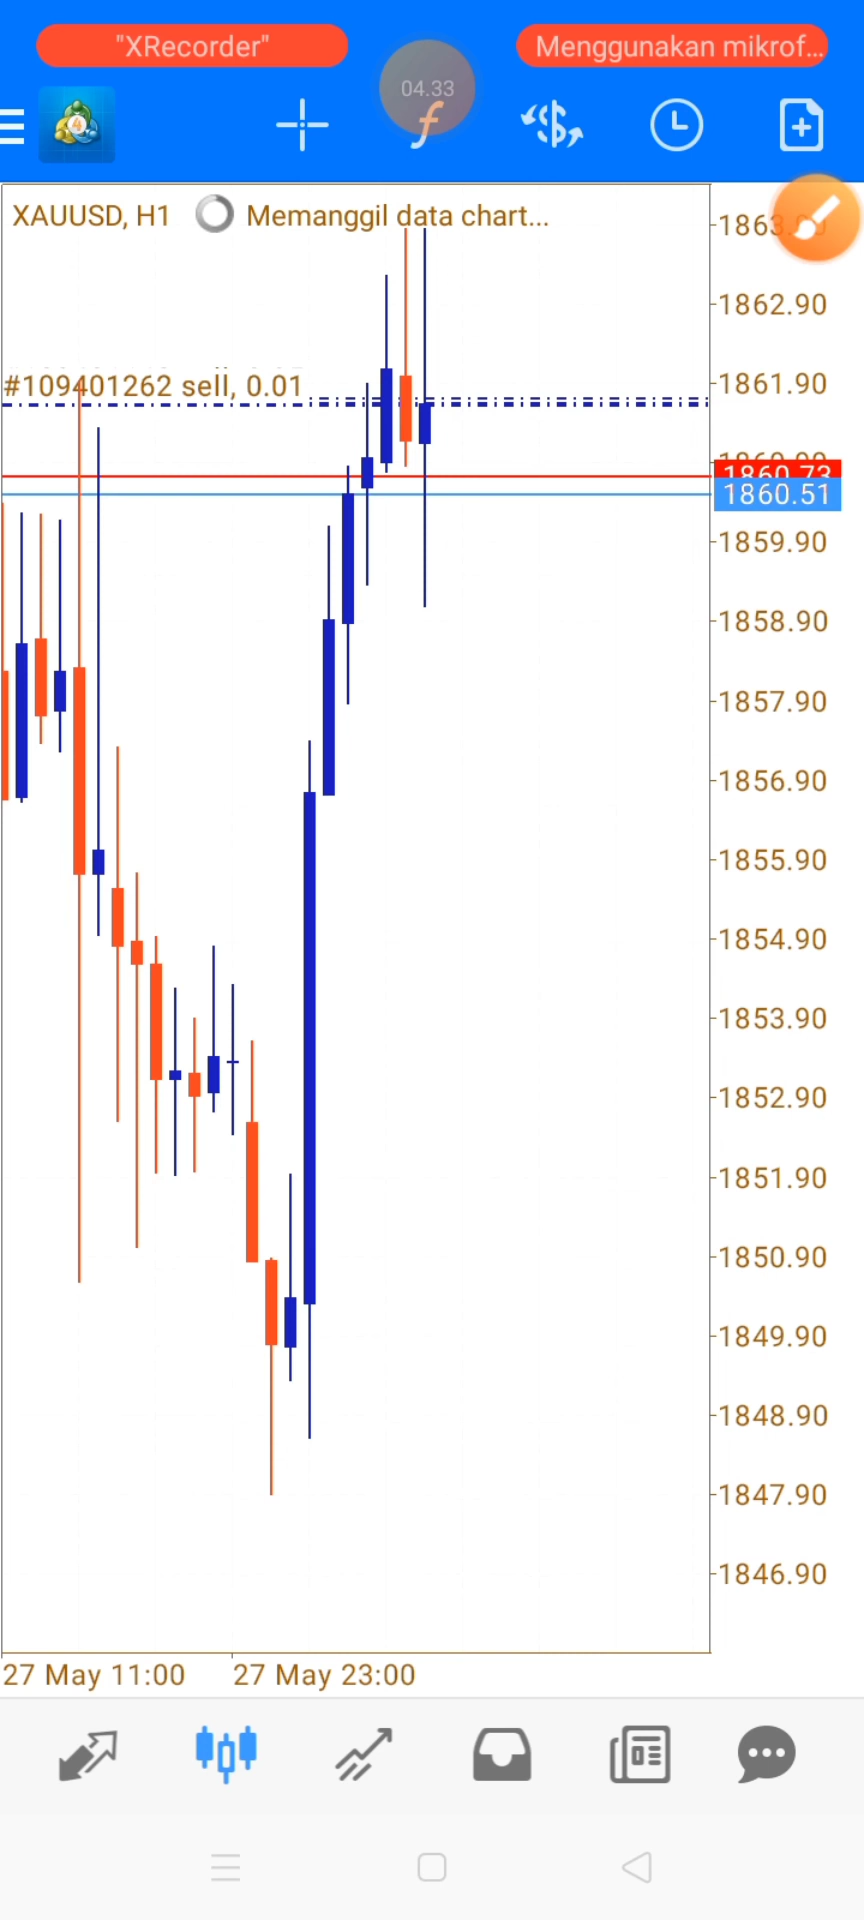 "XRecorder"
Menggunakan mikrof...
04.33
4
XAUUSD, H1
Memanggil data chart...
1862.90
#109401262 sell, 0.01
1861.90
1860.73
1860.51
1859.90
1858.90
1857.90
1856.90
1855.90
1854.90
1853.90
1852.90
1851.90
1850.90
1849.90
1848.90
1847.90
1846.90
27 May 11:00
27 May 23:00